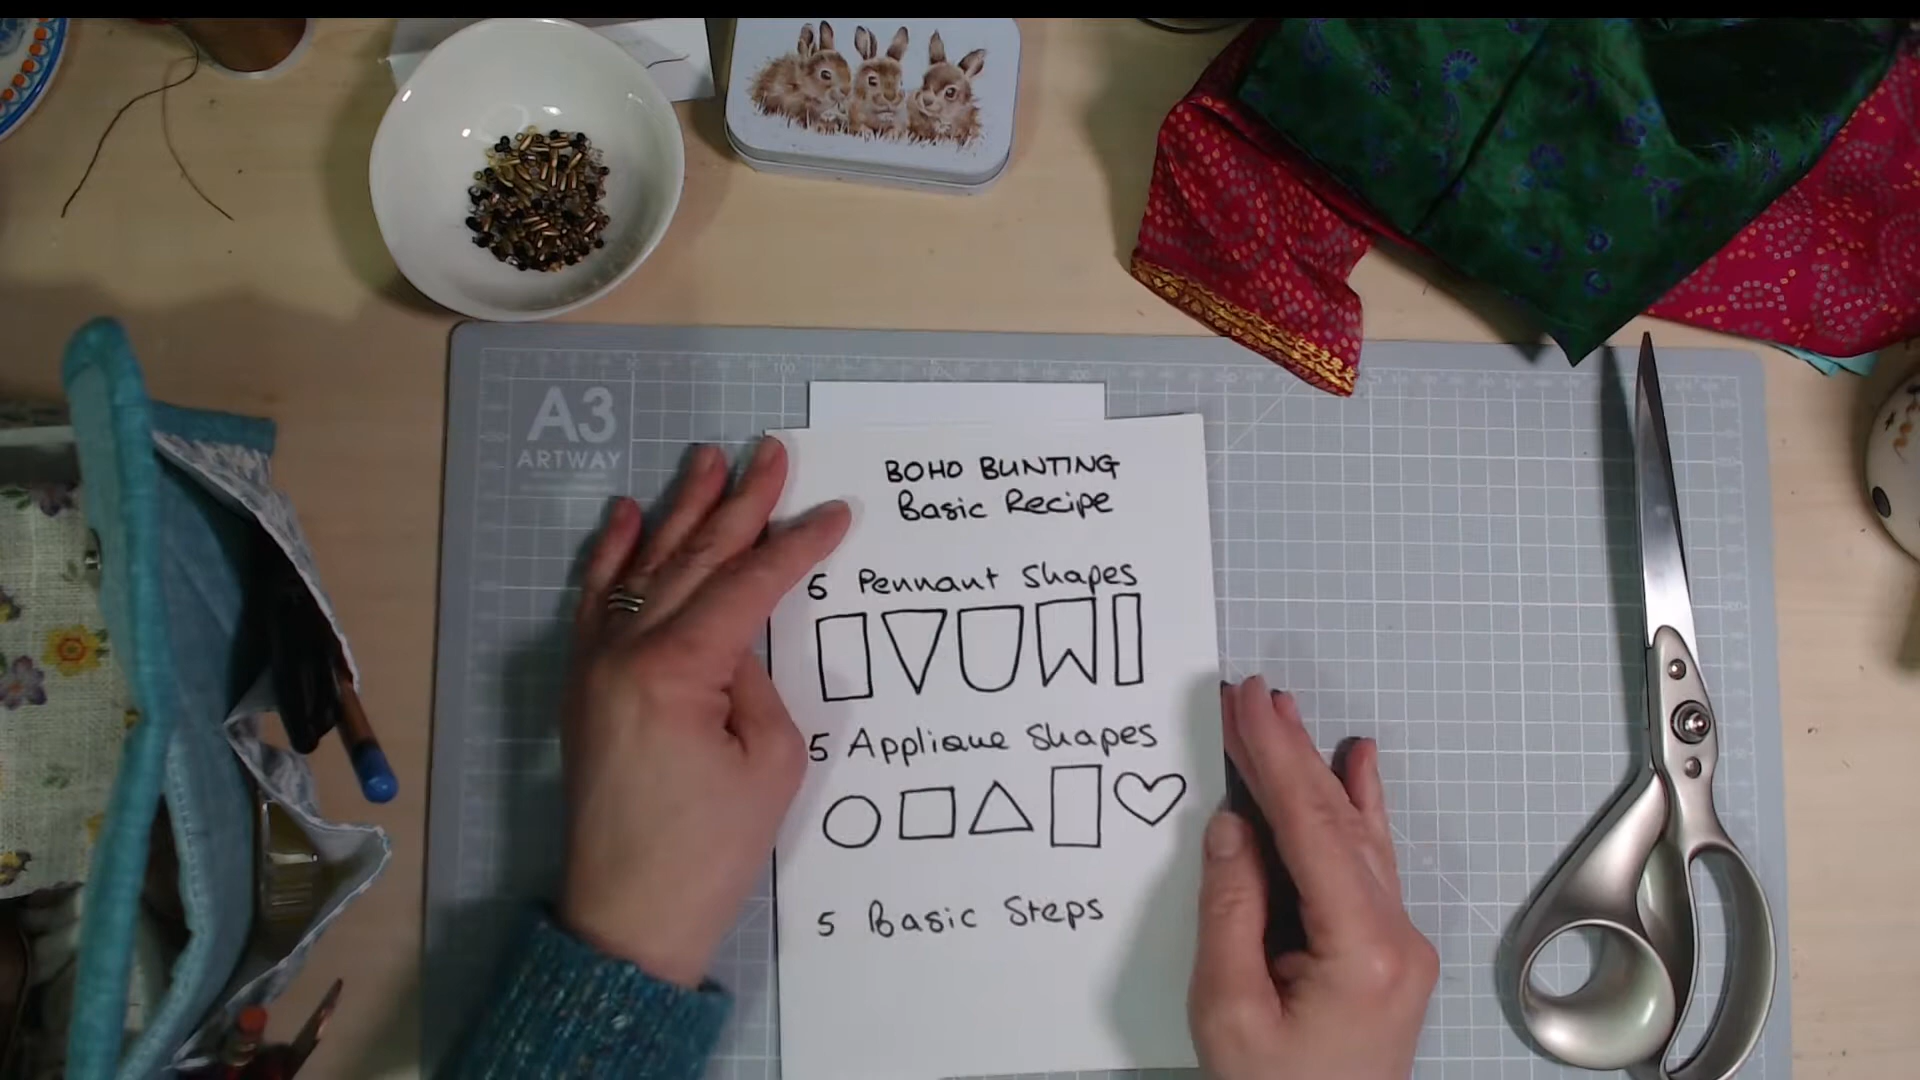 A3
ARTWAY
BOHO BUNTING
Basic Recipe
5 Pennant Shapes
5 Applique Shapes
5 Basic Steps